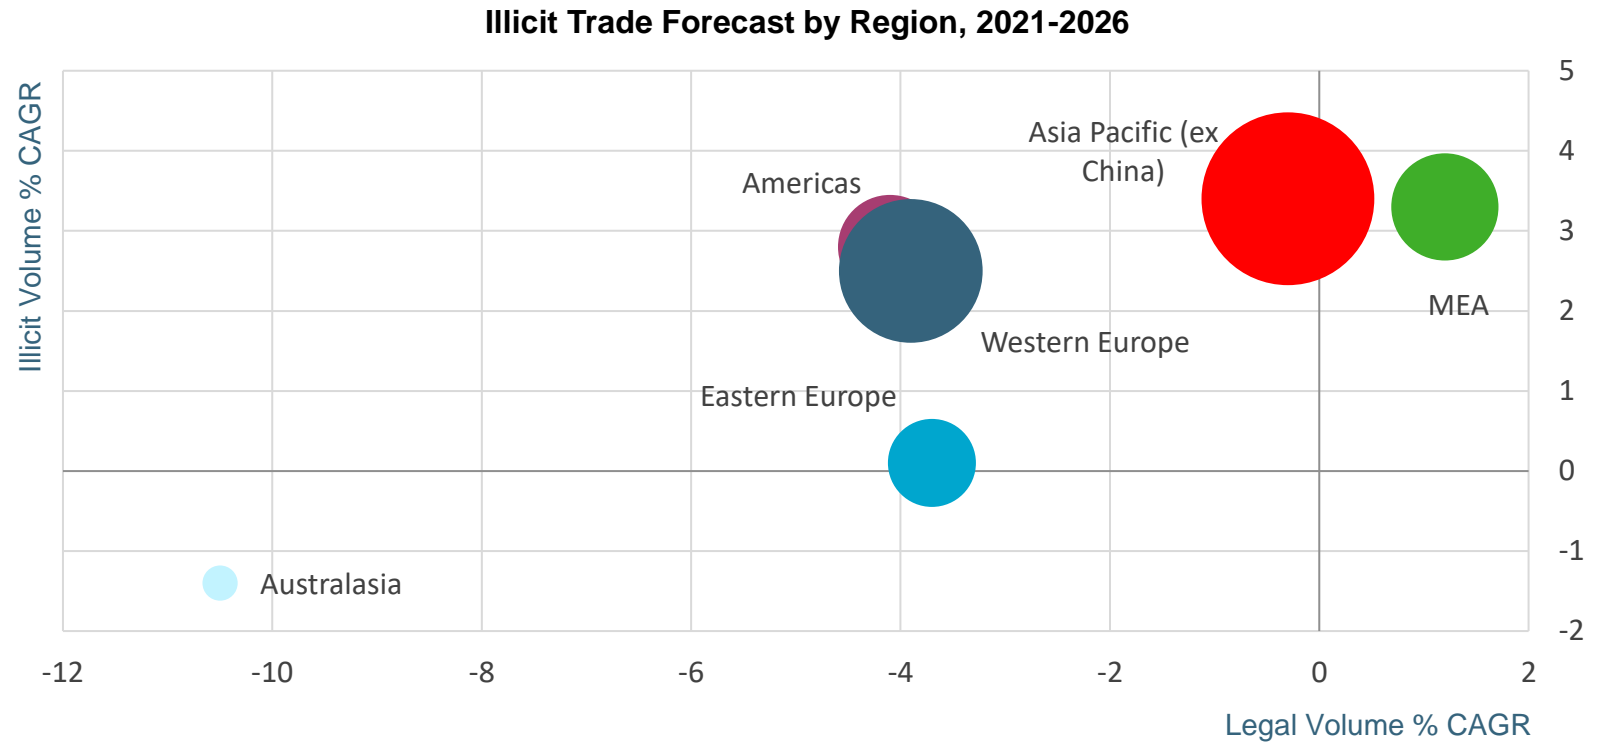 Illicit Trade Forecast by Region, 2021-2026
Illicit Volume % CAGR
5
4
3
2
1
0
-1
-2
Asia Pacific (ex
China)
Americas
MEA
Western Europe
Eastern Europe
Australasia
-12
-10
-8
-6
-4
-2
0
2
Legal Volume % CAGR